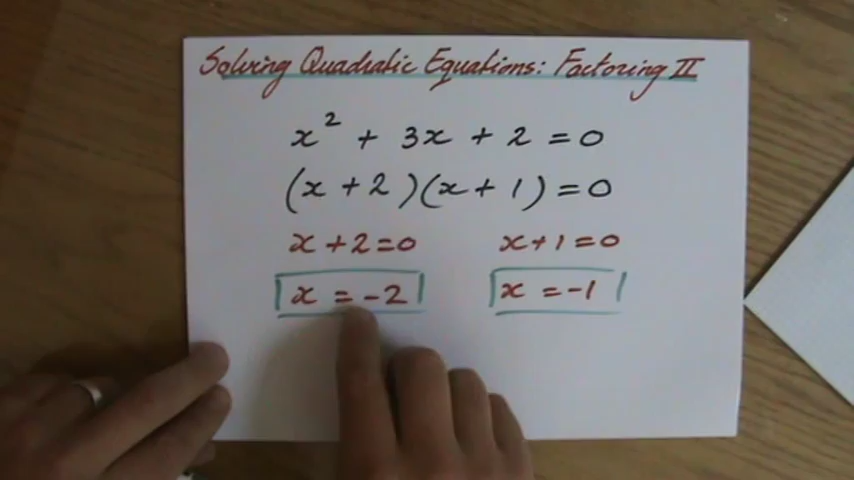 Solving Quadratic Equations: Factoring II
x² + 3x + 2 = 0
(x + 2)(x + 1) = 0
x + 2 = 0 x + 1 = 0
x = -2 x = -1